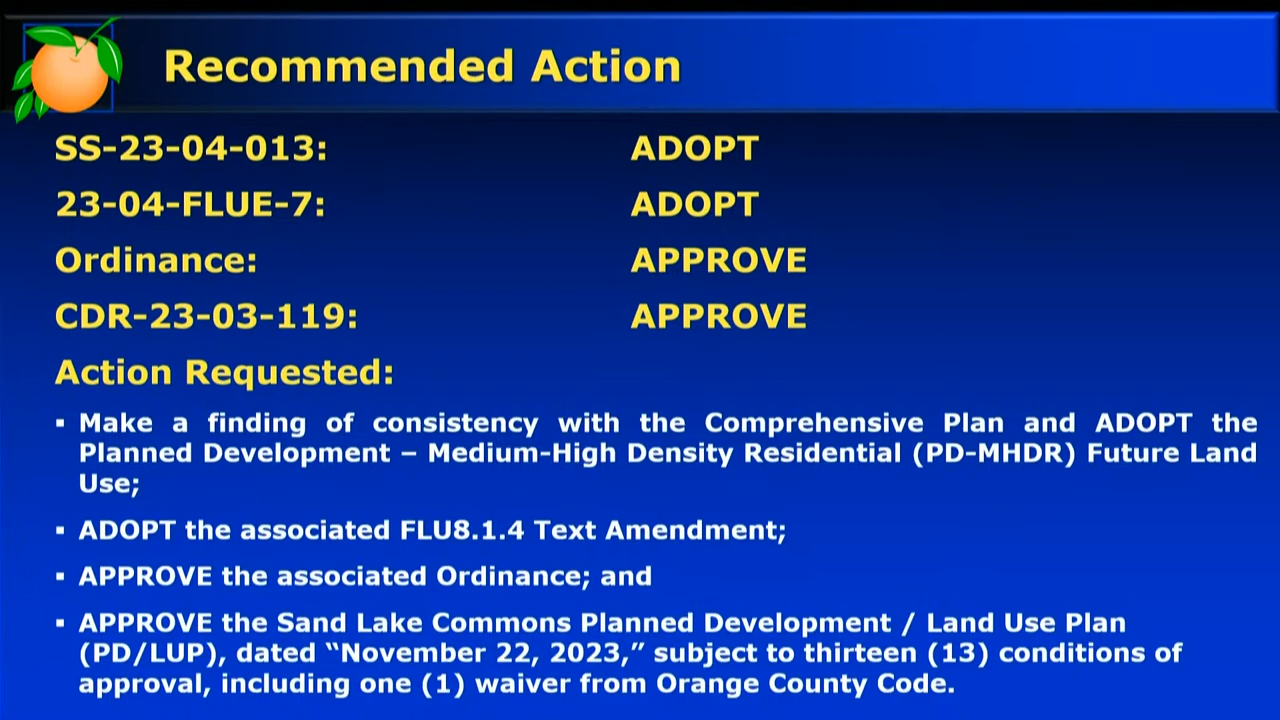 Recommended Action
SS-23-04-013: ADOPT
23-04-FLUE-7: ADOPT
Ordinance: APPROVE
CDR-23-03-119: APPROVE
Action Requested:
▪ Make a finding of consistency with the Comprehensive Plan and ADOPT the
Planned Development – Medium-High Density Residential (PD-MHDR) Future Land
Use;
▪ ADOPT the associated FLU8.1.4 Text Amendment;
▪ APPROVE the associated Ordinance; and
▪ APPROVE the Sand Lake Commons Planned Development / Land Use Plan
(PD/LUP), dated “November 22, 2023,” subject to thirteen (13) conditions of
approval, including one (1) waiver from Orange County Code.